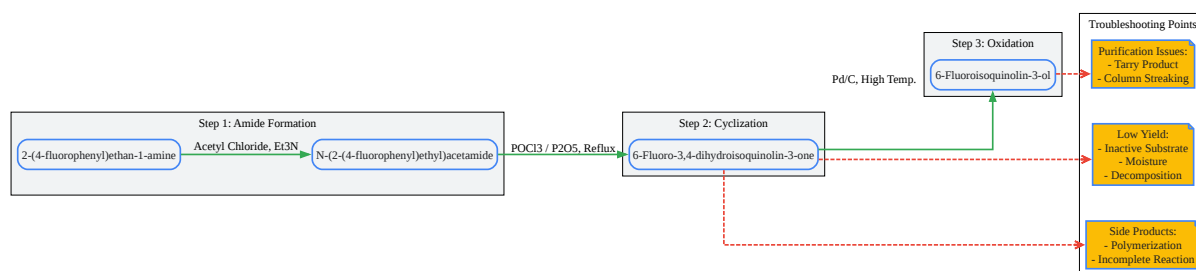 Step 1: Amide Formation
2-(4-fluorophenyl)ethan-1-amine
Acetyl Chloride, Et3N
N-(2-(4-fluorophenyl)ethyl)acetamide
POCl3 / P2O5, Reflux
Step 2: Cyclization
6-Fluoro-3,4-dihydroisoquinolin-3-one
Pd/C, High Temp.
Step 3: Oxidation
6-Fluoroisoquinolin-3-ol
Troubleshooting Points
Purification Issues:
- Tarry Product
- Column Streaking
Low Yield:
- Inactive Substrate
- Moisture
- Decomposition
Side Products:
- Polymerization
- Incomplete Reaction